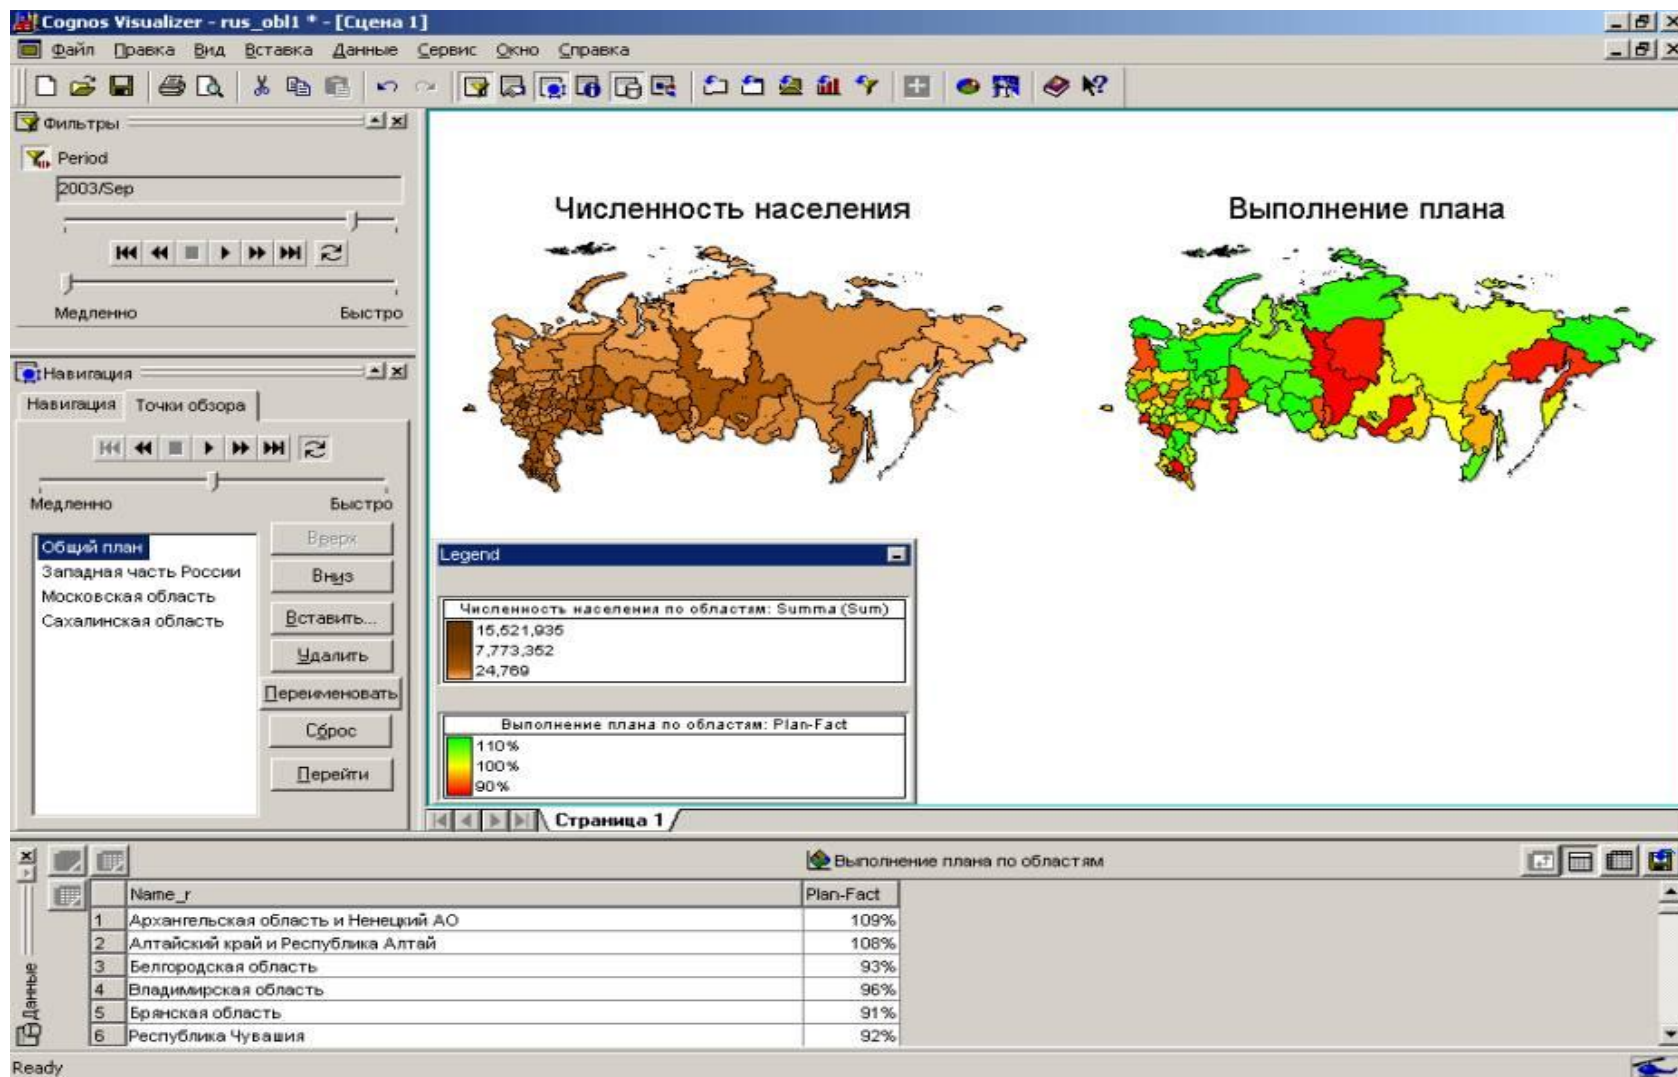 Cognos Visualizer - rus_obl1 * - [Сцена 1]
Файл Правка Вид Вставка Данные Сервис Окно Справка
Фильтры
Period
2003/Sep
Медленно Быстро
Навигация
Навигация Точки обзора
Медленно Быстро
Общий план
Западная часть России
Московская область
Сахалинская область
Вверх
Вниз
Вставить...
Удалить
Переименовать
Сброс
Перейти
Численность населения
Выполнение плана
Legend
Численность населения по областям: Summa (Sum)
15,521,935
7,773,352
24,769
Выполнение плана по областям: Plan-Fact
110%
100%
90%
Страница 1
Выполнение плана по областям
Данные
Name_r Plan-Fact
1 Архангельская область и Ненецкий АО 109%
2 Алтайский край и Республика Алтай 108%
3 Белгородская область 93%
4 Владимирская область 96%
5 Брянская область 91%
6 Республика Чувашия 92%
Ready